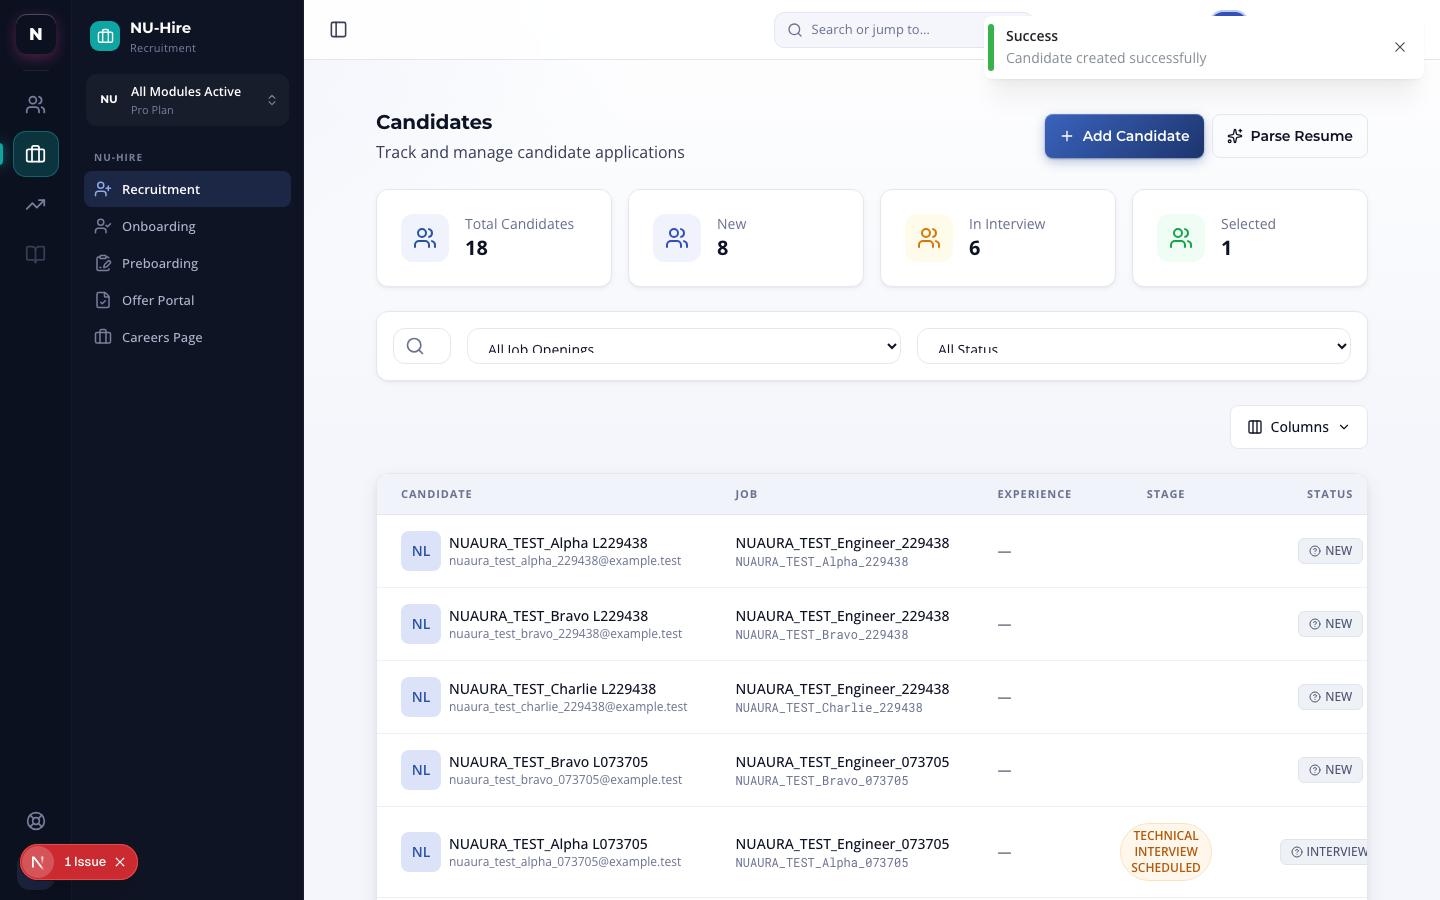 N
NU-Hire
Recruitment
NU
All Modules Active
Pro Plan
NU-HIRE
Recruitment
Onboarding
Preboarding
Offer Portal
Careers Page
N
1 Issue
Search or jump to...
Success
Candidate created successfully
Candidates
Track and manage candidate applications
Add Candidate
Parse Resume
Total Candidates
18
New
8
In Interview
6
Selected
1
All Job Openings
All Status
Columns
CANDIDATE JOB EXPERIENCE STAGE STATUS
NL NUAURA_TEST_Alpha L229438 NUAURA_TEST_Engineer_229438 — NEW
nuaura_test_alpha_229438@example.test NUAURA_TEST_Alpha_229438
NL NUAURA_TEST_Bravo L229438 NUAURA_TEST_Engineer_229438 — NEW
nuaura_test_bravo_229438@example.test NUAURA_TEST_Bravo_229438
NL NUAURA_TEST_Charlie L229438 NUAURA_TEST_Engineer_229438 — NEW
nuaura_test_charlie_229438@example.test NUAURA_TEST_Charlie_229438
NL NUAURA_TEST_Bravo L073705 NUAURA_TEST_Engineer_073705 — NEW
nuaura_test_bravo_073705@example.test NUAURA_TEST_Bravo_073705
NL NUAURA_TEST_Alpha L073705 NUAURA_TEST_Engineer_073705 — TECHNICAL INTERVIEW SCHEDULED INTERVIEW
nuaura_test_alpha_073705@example.test NUAURA_TEST_Alpha_073705